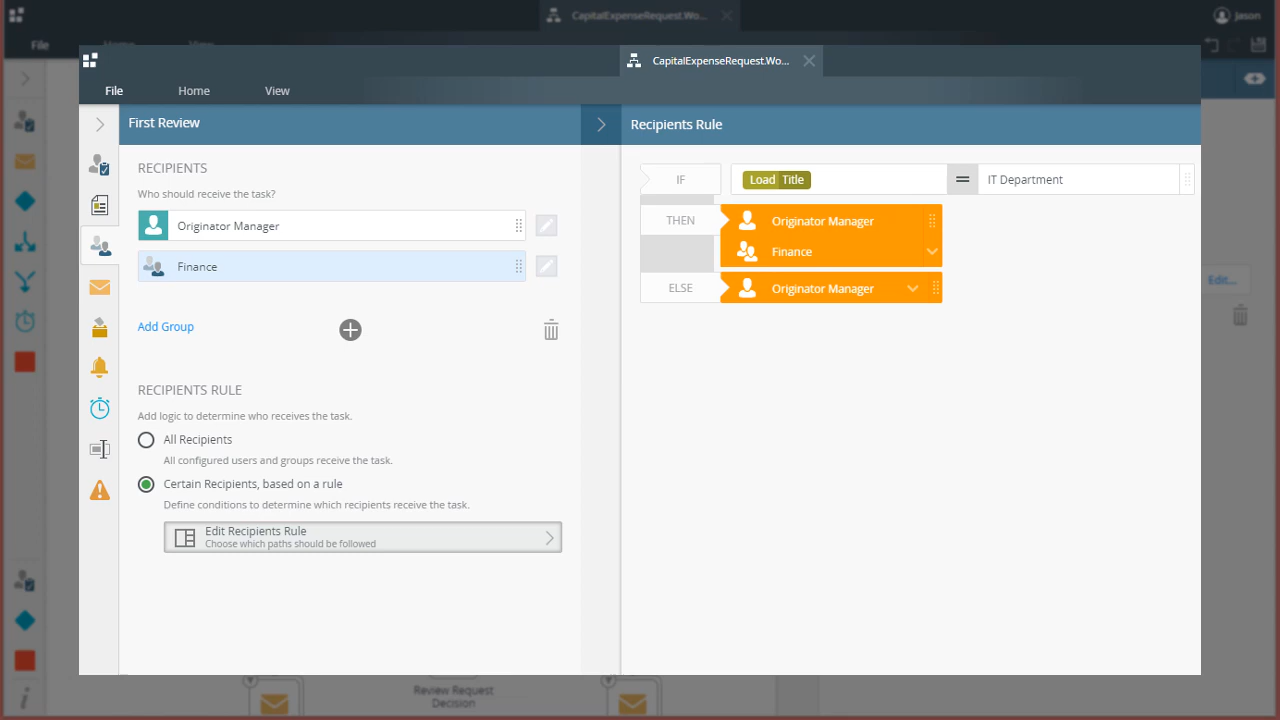 CapitalExpenseRequest.Wo...
Jason
File
Home
View
CapitalExpenseRequest.Wo...
File
Home
View
First Review
Recipients Rule
RECIPIENTS
Who should receive the task?
Originator Manager
Finance
Add Group
RECIPIENTS RULE
Add logic to determine who receives the task.
All Recipients
All configured users and groups receive the task.
Certain Recipients, based on a rule
Define conditions to determine which recipients receive the task.
Edit Recipients Rule
Choose which paths should be followed
IF
Load Title
=
IT Department
THEN
Originator Manager
Finance
ELSE
Originator Manager
Edit...
Review Request
Decision